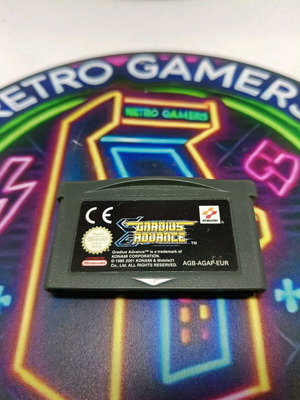 RETRO GAMERS
RETRO GAMERS
CE
GRADIUS
ADVANCE ™
KONAMI
Gradius Advance™ is a trademark of
KONAMI CORPORATION.
© 1985 2001 KONAMI & Mobile21
Co., Ltd. ALL RIGHTS RESERVED.
AGB-AGAP-EUR